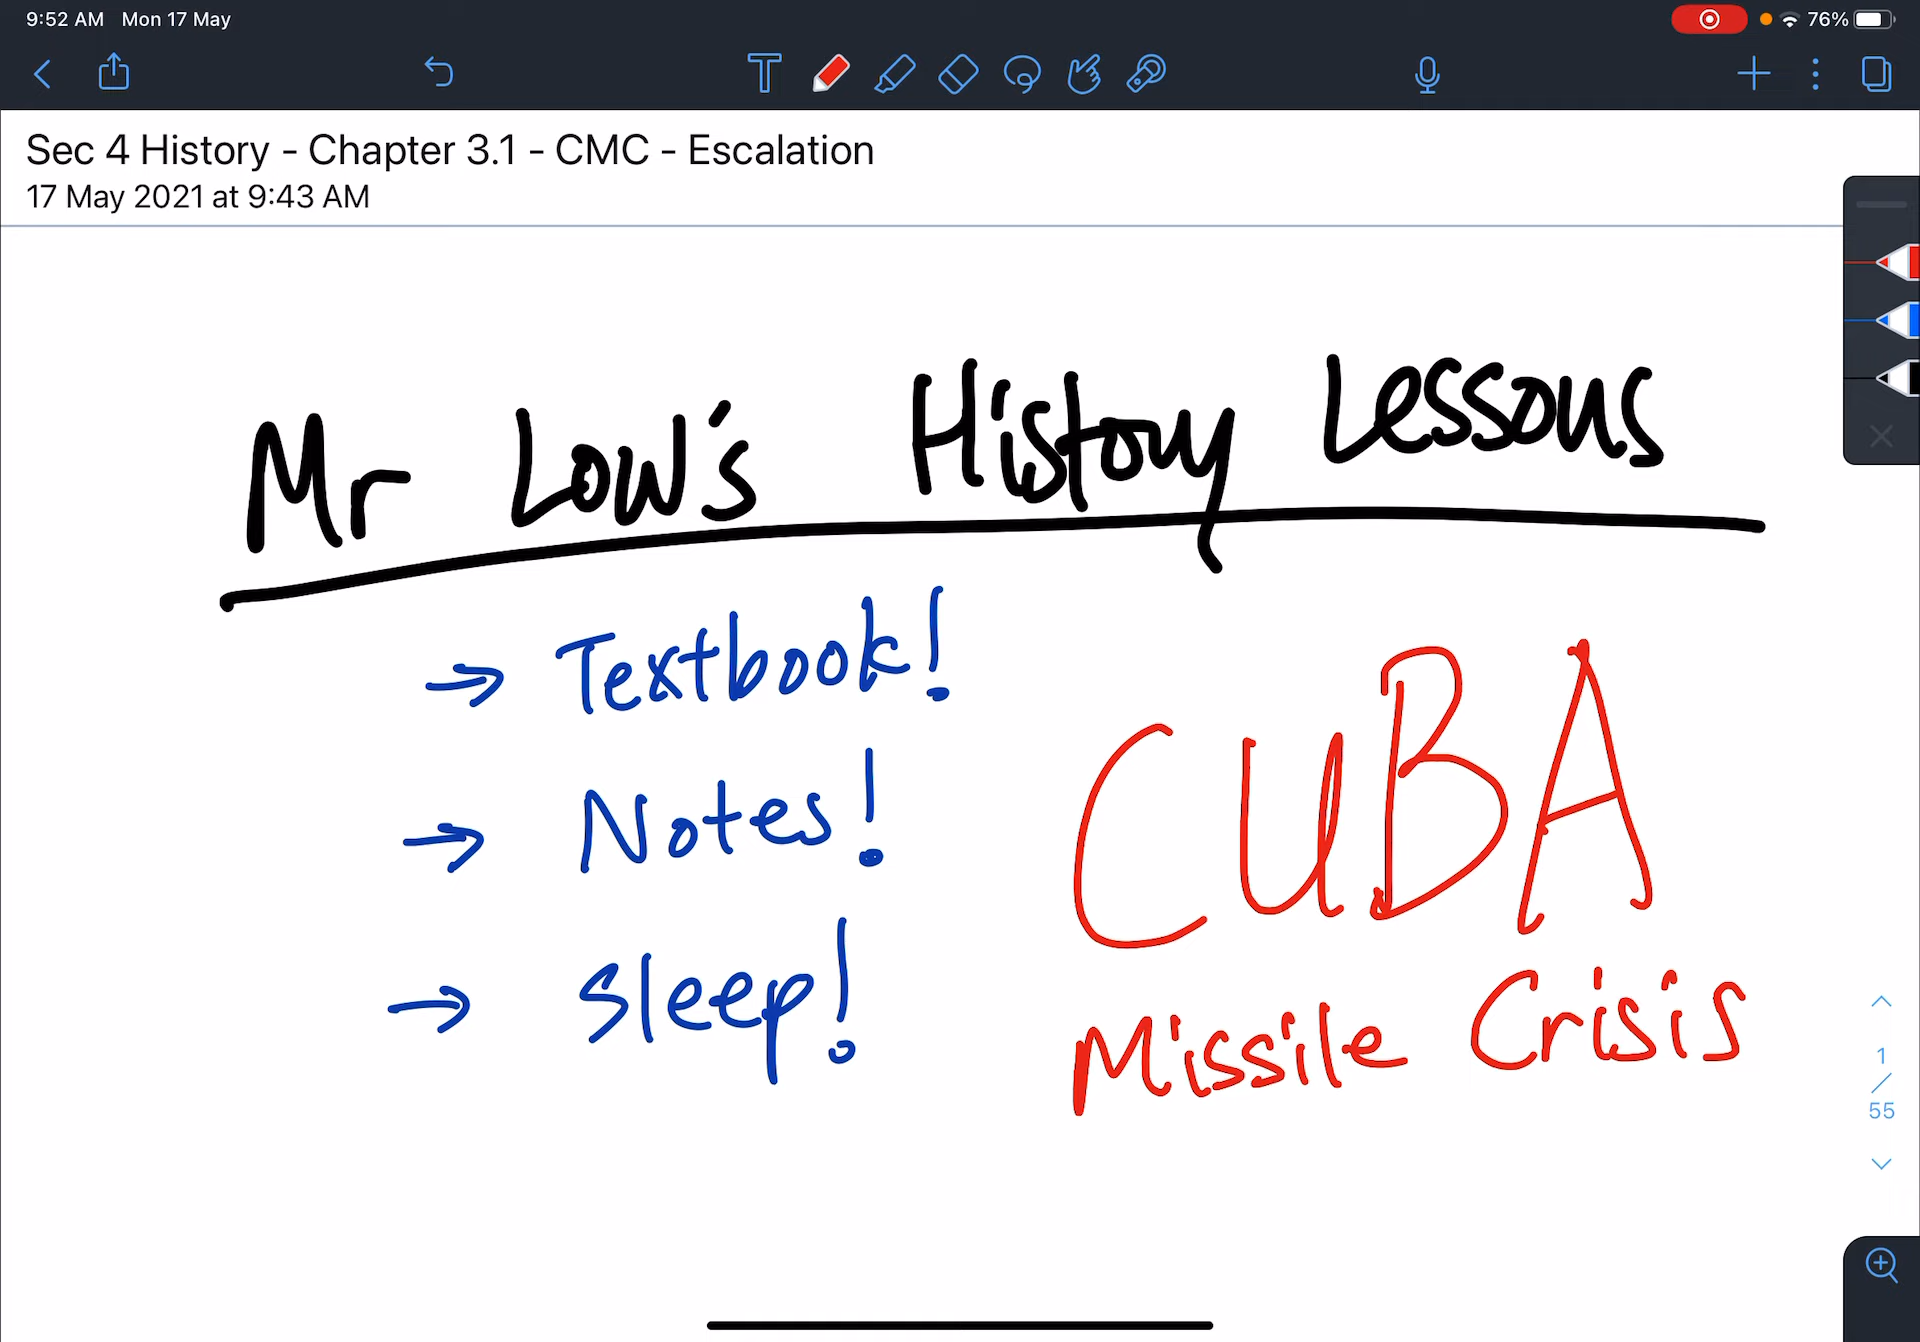 9:52 AM Mon 17 May 76%
Sec 4 History - Chapter 3.1 - CMC - Escalation
17 May 2021 at 9:43 AM
Mr Low's History Lessons
→ Textbook!
→ Notes!
→ Sleep!
CUBA
Missile Crisis
1
/
55